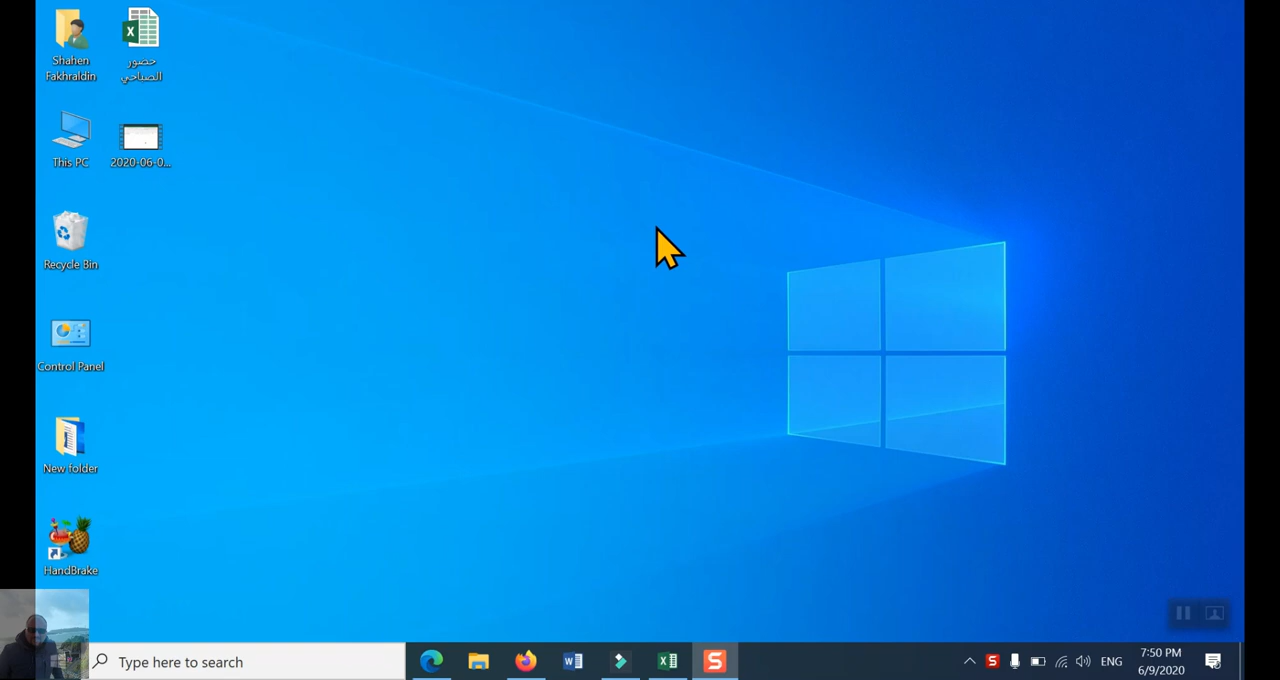 Shahen
Fakhraldin
حضور
الصباحي
This PC
2020-06-0...
Recycle Bin
Control Panel
New folder
HandBrake
Type here to search
ENG
7:50 PM
6/9/2020